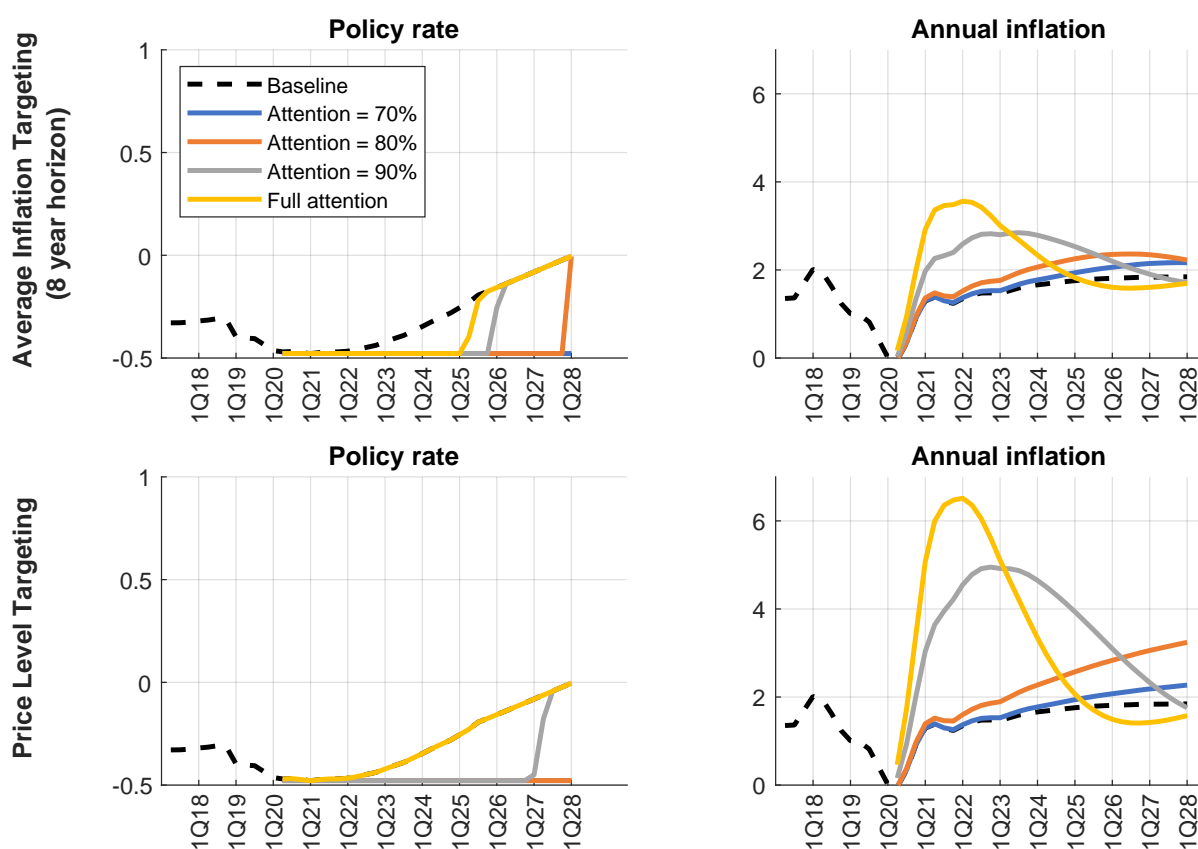 Average Inflation Targeting
(8 year horizon)
Policy rate
1
0.5
0
-0.5
Baseline
Attention = 70%
Attention = 80%
Attention = 90%
Full attention
1Q18
1Q19
1Q20
1Q21
1Q22
1Q23
1Q24
1Q25
1Q26
1Q27
1Q28
Annual inflation
6
4
2
0
1Q18
1Q19
1Q20
1Q21
1Q22
1Q23
1Q24
1Q25
1Q26
1Q27
1Q28
Price Level Targeting
Policy rate
1
0.5
0
-0.5
1Q18
1Q19
1Q20
1Q21
1Q22
1Q23
1Q24
1Q25
1Q26
1Q27
1Q28
Annual inflation
6
4
2
0
1Q18
1Q19
1Q20
1Q21
1Q22
1Q23
1Q24
1Q25
1Q26
1Q27
1Q28